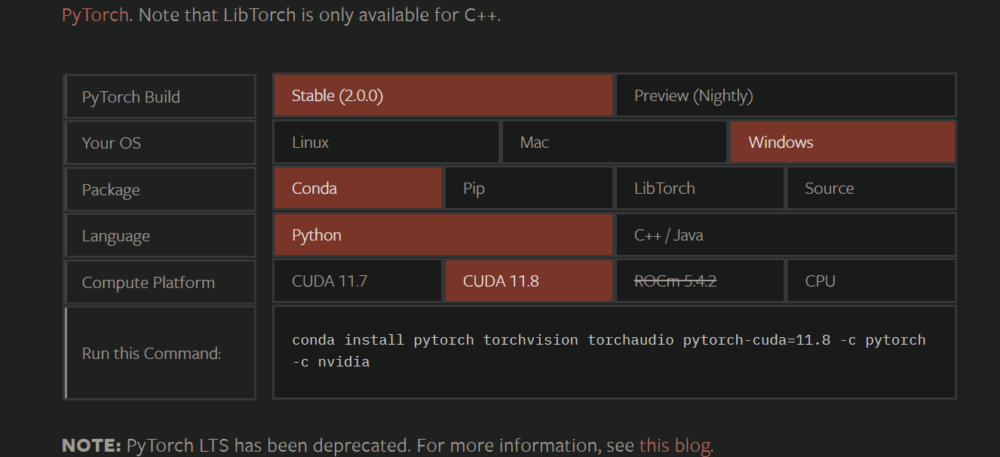 PyTorch. Note that LibTorch is only available for C++.
PyTorch Build
Stable (2.0.0)
Preview (Nightly)
Your OS
Linux
Mac
Windows
Package
Conda
Pip
LibTorch
Source
Language
Python
C++ / Java
Compute Platform
CUDA 11.7
CUDA 11.8
ROCm 5.4.2
CPU
Run this Command:
conda install pytorch torchvision torchaudio pytorch-cuda=11.8 -c pytorch
-c nvidia
NOTE: PyTorch LTS has been deprecated. For more information, see this blog.